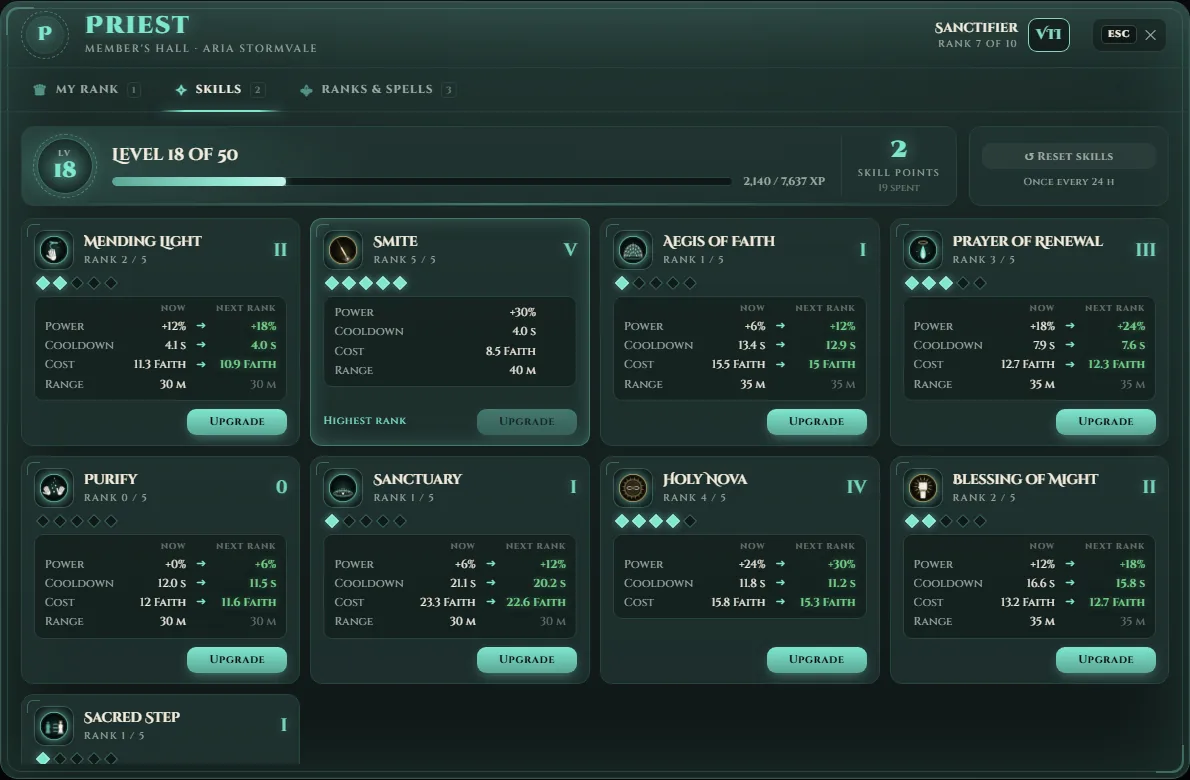 P
PRIEST
MEMBER'S HALL · ARIA STORMVALE
SANCTIFIER
RANK 7 OF 10
VII
ESC
MY RANK 1
SKILLS 2
RANKS & SPELLS 3
LV
18
LEVEL 18 OF 50
2,140 / 7,637 XP
2
SKILL POINTS
19 SPENT
↺ RESET SKILLS
ONCE EVERY 24 H
MENDING LIGHT
RANK 2 / 5
II
NOW NEXT RANK
POWER +12% → +18%
COOLDOWN 4.1 S → 4.0 S
COST 11.3 FAITH → 10.9 FAITH
RANGE 30 M 30 M
UPGRADE
SMITE
RANK 5 / 5
V
POWER +30%
COOLDOWN 4.0 S
COST 8.5 FAITH
RANGE 40 M
HIGHEST RANK
UPGRADE
AEGIS OF FAITH
RANK 1 / 5
I
NOW NEXT RANK
POWER +6% → +12%
COOLDOWN 13.4 S → 12.9 S
COST 15.5 FAITH → 15 FAITH
RANGE 35 M 35 M
UPGRADE
PRAYER OF RENEWAL
RANK 3 / 5
III
NOW NEXT RANK
POWER +18% → +24%
COOLDOWN 7.9 S → 7.6 S
COST 12.7 FAITH → 12.3 FAITH
RANGE 35 M 35 M
UPGRADE
PURIFY
RANK 0 / 5
0
NOW NEXT RANK
POWER +0% → +6%
COOLDOWN 12.0 S → 11.5 S
COST 12 FAITH → 11.6 FAITH
RANGE 30 M 30 M
UPGRADE
SANCTUARY
RANK 1 / 5
I
NOW NEXT RANK
POWER +6% → +12%
COOLDOWN 21.1 S → 20.2 S
COST 23.3 FAITH → 22.6 FAITH
RANGE 30 M 30 M
UPGRADE
HOLY NOVA
RANK 4 / 5
IV
NOW NEXT RANK
POWER +24% → +30%
COOLDOWN 11.8 S → 11.2 S
COST 15.8 FAITH → 15.3 FAITH
UPGRADE
BLESSING OF MIGHT
RANK 2 / 5
II
NOW NEXT RANK
POWER +12% → +18%
COOLDOWN 16.6 S → 15.8 S
COST 13.2 FAITH → 12.7 FAITH
RANGE 35 M 35 M
UPGRADE
SACRED STEP
RANK 1 / 5
I